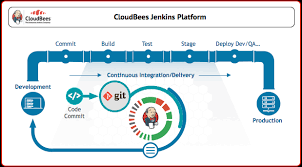 CloudBees
CloudBees Jenkins Platform
Commit Build Test Stage Deploy Dev/QA...
Continuous Integration/Delivery
Development
Code
Commit
git
Production